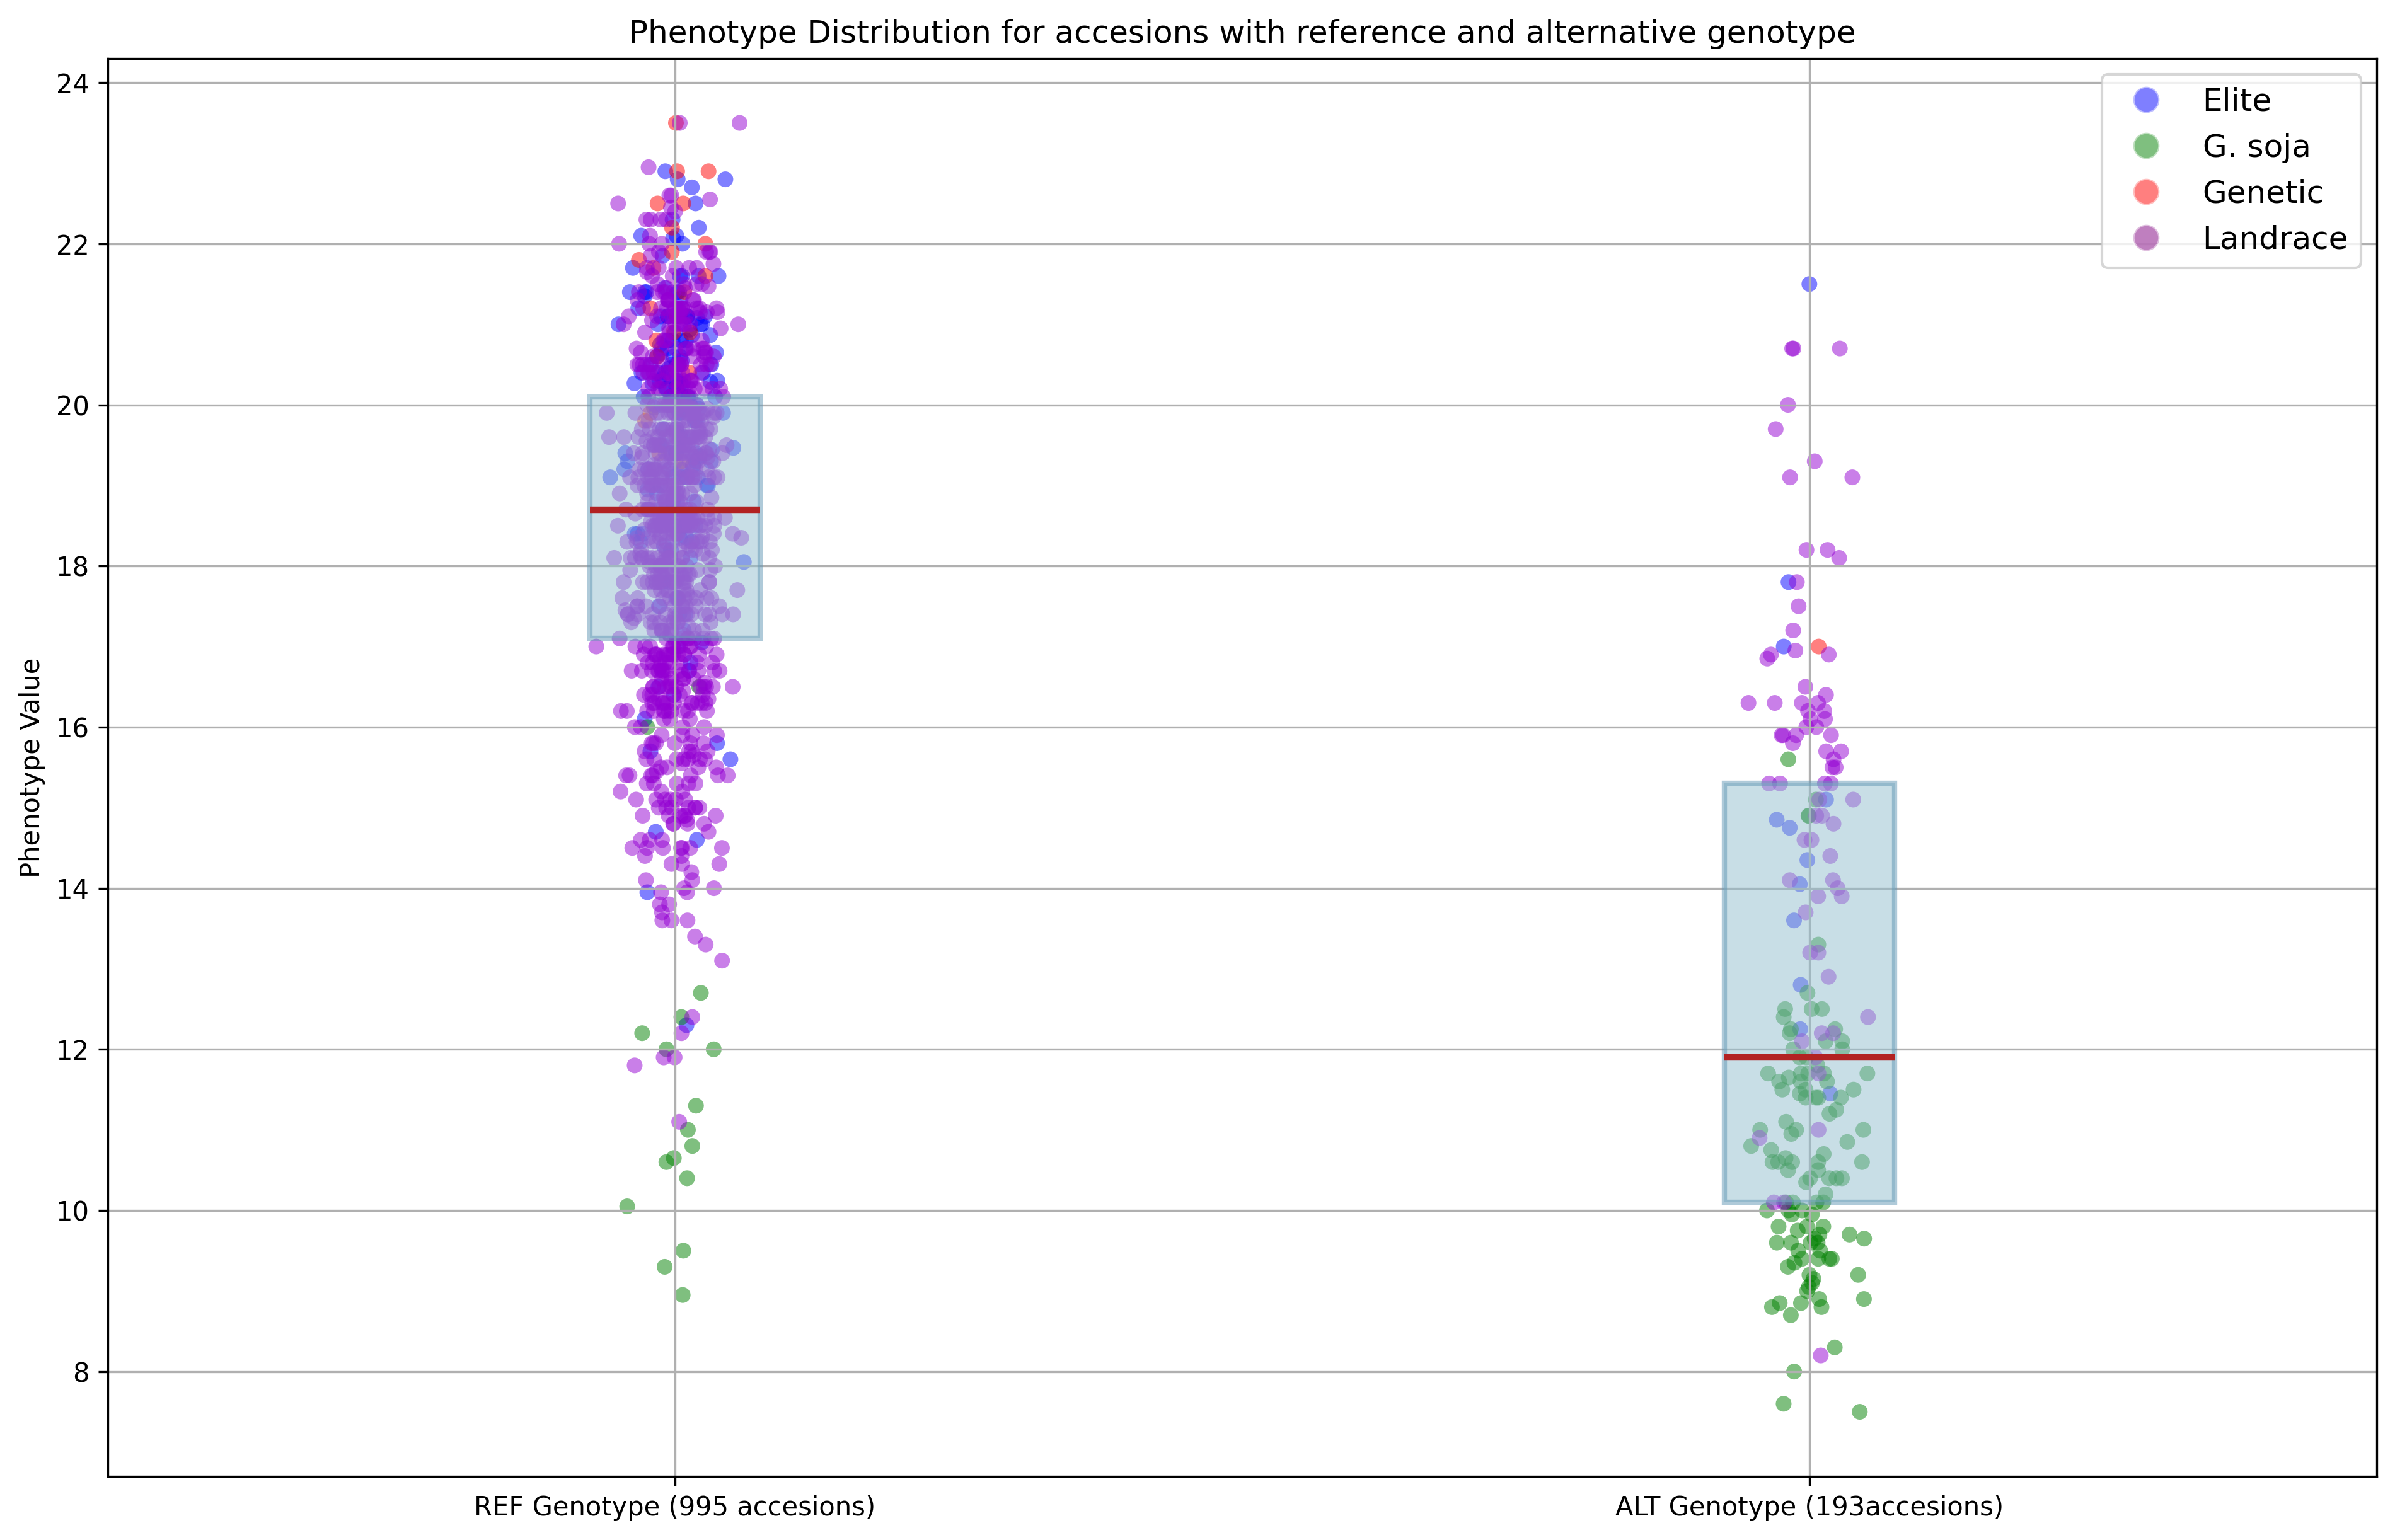 Phenotype Distribution for accesions with reference and alternative genotype
Phenotype Value
24
22
20
18
16
14
12
10
8
Elite
G. soja
Genetic
Landrace
REF Genotype (995 accesions)
ALT Genotype (193accesions)